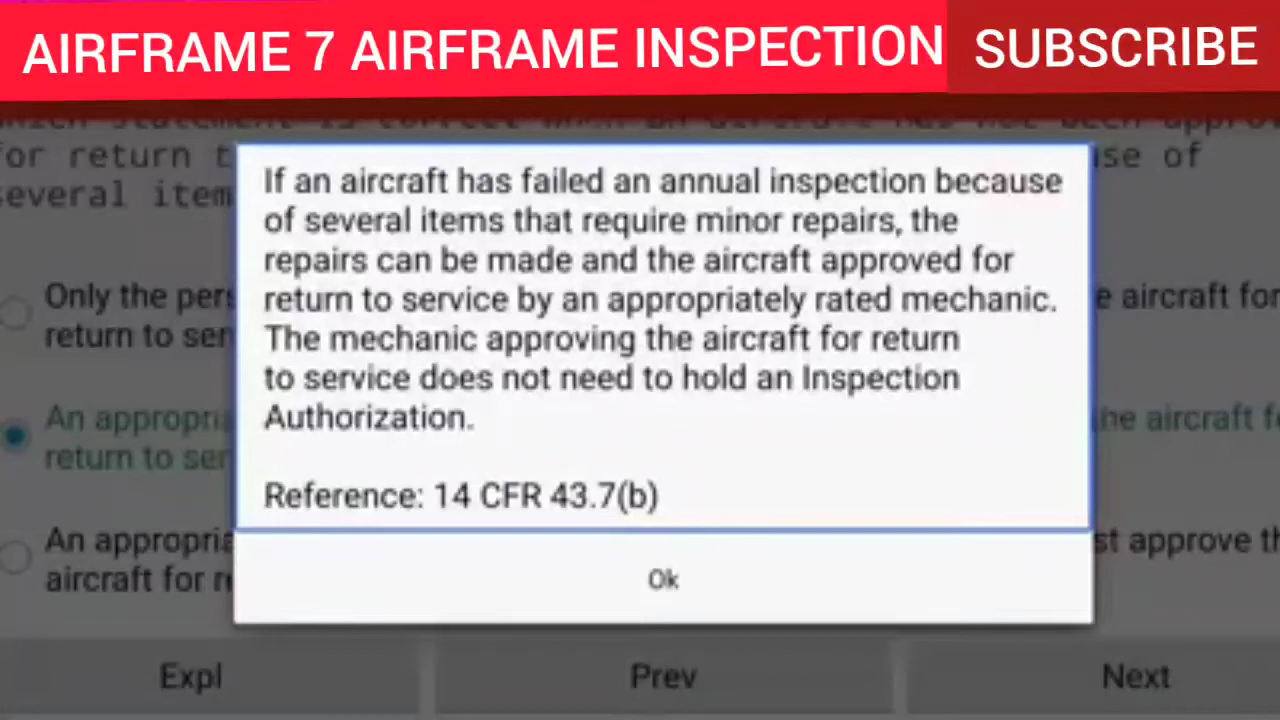 AIRFRAME 7 AIRFRAME INSPECTION SUBSCRIBE
for return t use of
several item
If an aircraft has failed an annual inspection because
of several items that require minor repairs, the
repairs can be made and the aircraft approved for
return to service by an appropriately rated mechanic.
The mechanic approving the aircraft for return
to service does not need to hold an Inspection
Authorization.
Reference: 14 CFR 43.7(b)
Ok
Only the pers e aircraft for
return to ser
An appropri the aircraft f
return to ser
An appropria st approve th
aircraft for r
Expl Prev Next